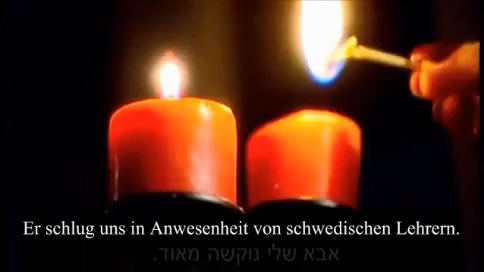 Er schlug uns in Anwesenheit von schwedischen Lehrern.
אבא שלי נוקשה מאוד.